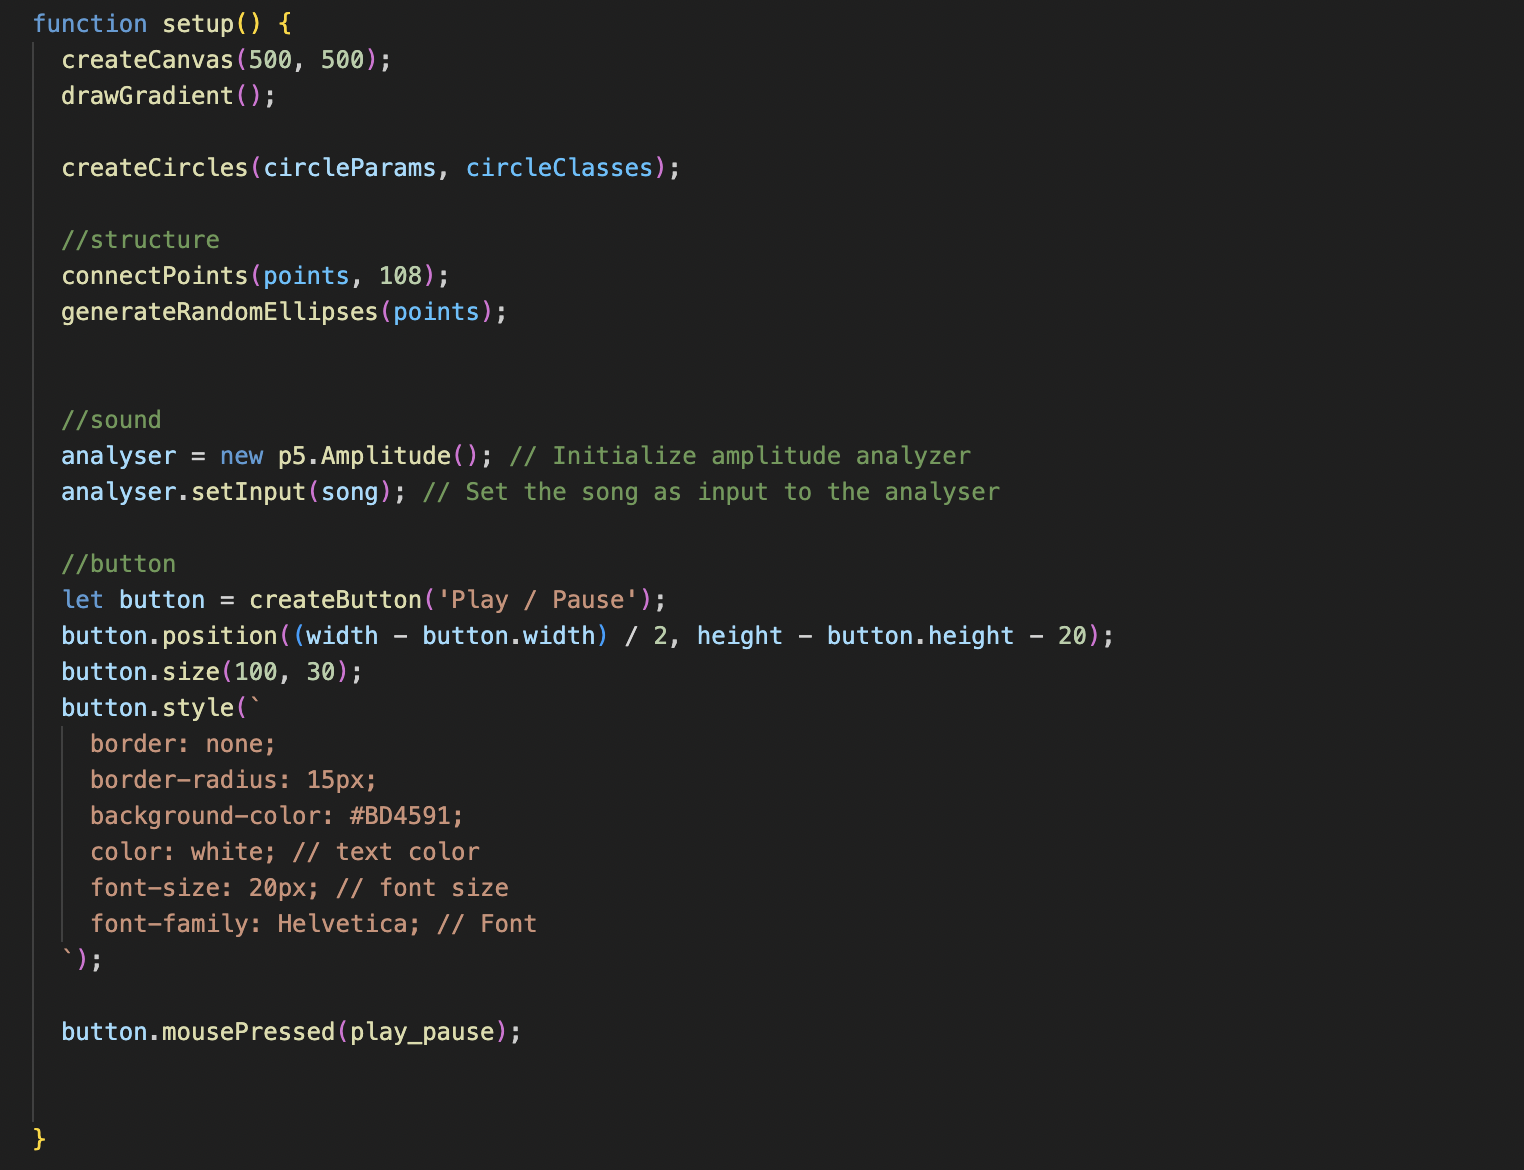 function setup() {
createCanvas(500, 500);
drawGradient();
createCircles(circleParams, circleClasses);
//structure
connectPoints(points, 108);
generateRandomEllipses(points);
//sound
analyser = new p5.Amplitude(); // Initialize amplitude analyzer
analyser.setInput(song); // Set the song as input to the analyser
//button
let button = createButton('Play / Pause');
button.position((width - button.width) / 2, height - button.height - 20);
button.size(100, 30);
button.style(`
border: none;
border-radius: 15px;
background-color: #BD4591;
color: white; // text color
font-size: 20px; // font size
font-family: Helvetica; // Font
`);
button.mousePressed(play_pause);
}